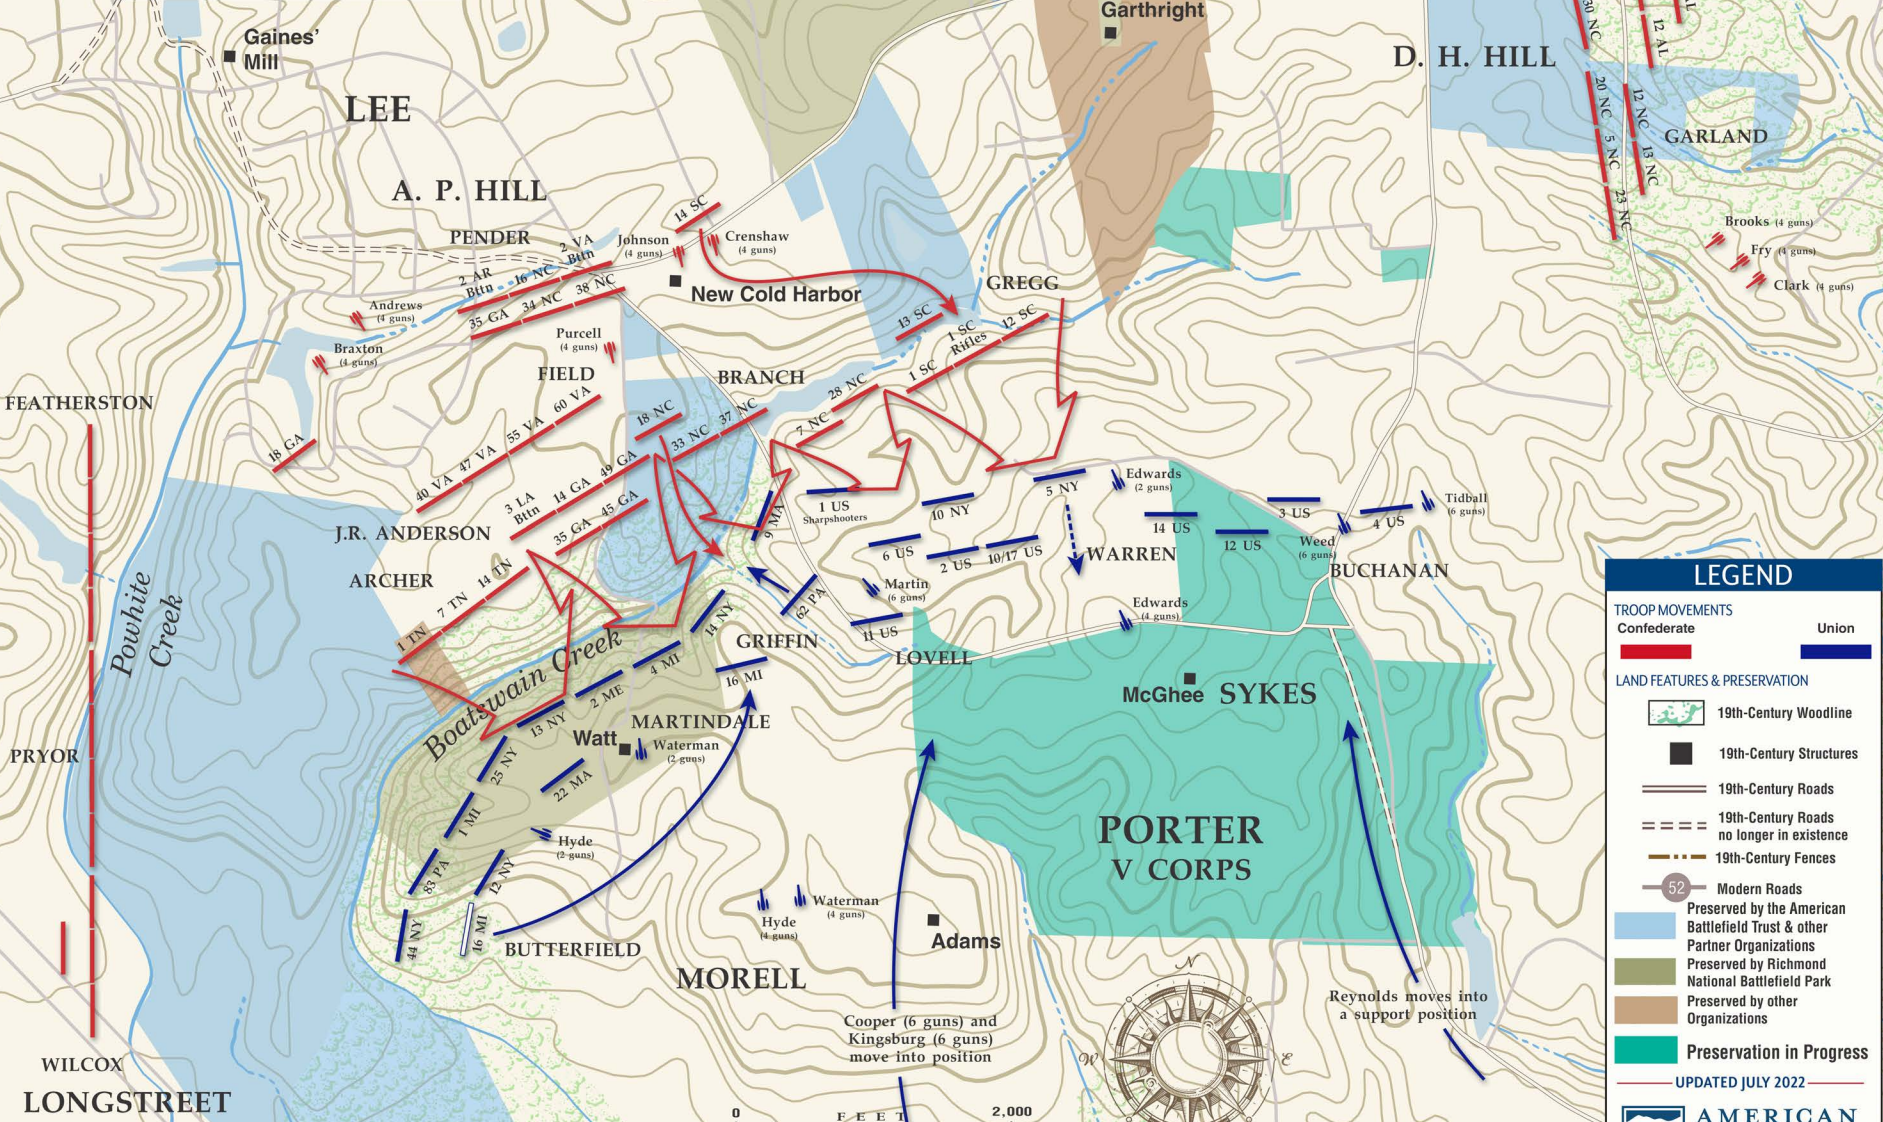 Garthright
Gaines'
Mill
LEE
D. H. HILL
30 NC
12 AL
AL
20 NC
5 NC
23 NC
12 NC
13 NC
GARLAND
Brooks (4 guns)
Fry (4 guns)
Clark (4 guns)
A. P. HILL
PENDER
2 AR
Bttn
16 NC
2 VA
Bttn
35 GA
34 NC
38 NC
14 SC
Johnson
(4 guns)
Crenshaw
(4 guns)
New Cold Harbor
Andrews
(4 guns)
Braxton
(4 guns)
Purcell
(4 guns)
FIELD
BRANCH
GREGG
13 SC
1 SC
Rifles
12 SC
1 SC
28 NC
7 NC
18 NC
33 NC
37 NC
FEATHERSTON
18 GA
40 VA
47 VA
55 VA
60 VA
3 LA
Bttn
14 GA
49 GA
35 GA
45 GA
J.R. ANDERSON
ARCHER
1 TN
7 TN
14 TN
Powhite
Creek
Boatswain Creek
9 MA
1 US
Sharpshooters
10 NY
5 NY
Edwards
(2 guns)
6 US
2 US
10/17 US
WARREN
14 US
12 US
3 US
4 US
Weed
(6 guns)
Tidball
(6 guns)
BUCHANAN
Martin
(6 guns)
Edwards
(4 guns)
11 US
62 PA
GRIFFIN
LOVELL
14 NY
4 MI
16 MI
2 ME
13 NY
MARTINDALE
Watt
Waterman
(2 guns)
25 NY
22 MA
1 MI
Hyde
(2 guns)
83 PA
12 NY
44 NY
16 MI
BUTTERFIELD
PRYOR
WILCOX
LONGSTREET
McGhee
SYKES
PORTER
V CORPS
Hyde
(4 guns)
Waterman
(4 guns)
Adams
MORELL
Cooper (6 guns) and
Kingsburg (6 guns)
move into position
Reynolds moves into
a support position
N
W
E
0
FEET
2,000
LEGEND
TROOP MOVEMENTS
Confederate
Union
LAND FEATURES & PRESERVATION
19th-Century Woodline
19th-Century Structures
19th-Century Roads
19th-Century Roads
no longer in existence
19th-Century Fences
52
Modern Roads
Preserved by the American
Battlefield Trust & other
Partner Organizations
Preserved by Richmond
National Battlefield Park
Preserved by other
Organizations
Preservation in Progress
UPDATED JULY 2022
AMERICAN